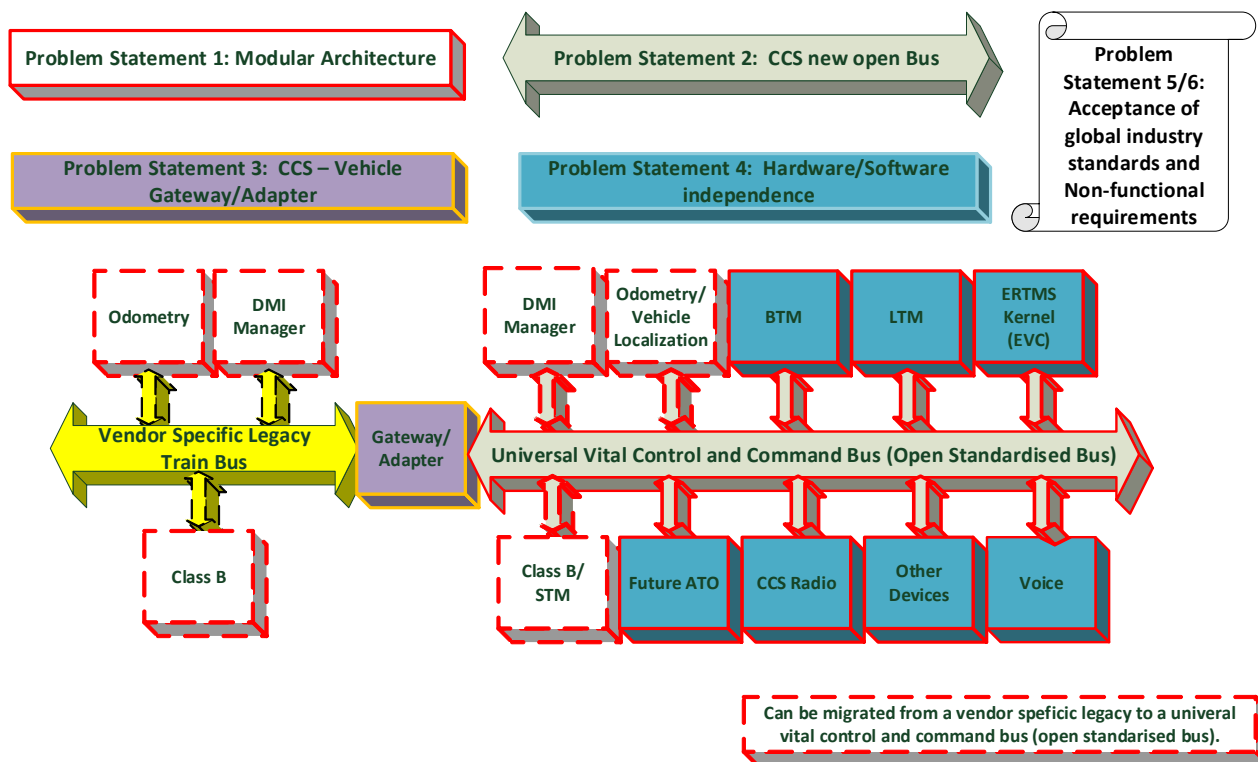 Problem Statement 1: Modular Architecture
Problem Statement 2:  CCS new open Bus
Problem
Statement 5/6:
Acceptance of
global industry
standards and
Non-functional
requirements
Problem Statement 3:  CCS – Vehicle
Gateway/Adapter
Problem Statement 4:  Hardware/Software
independence
Odometry
DMI
Manager
DMI
Manager
Odometry/
Vehicle
Localization
BTM
LTM
ERTMS
Kernel
(EVC)
Vendor Specific Legacy
Train Bus
Gateway/
Adapter
Universal Vital Control and Command Bus (Open Standardised Bus)
Class B
Class B/
STM
Future ATO
CCS Radio
Other
Devices
Voice
Can be migrated from a vendor speficic legacy to a univeral
vital control and command bus (open standarised bus).